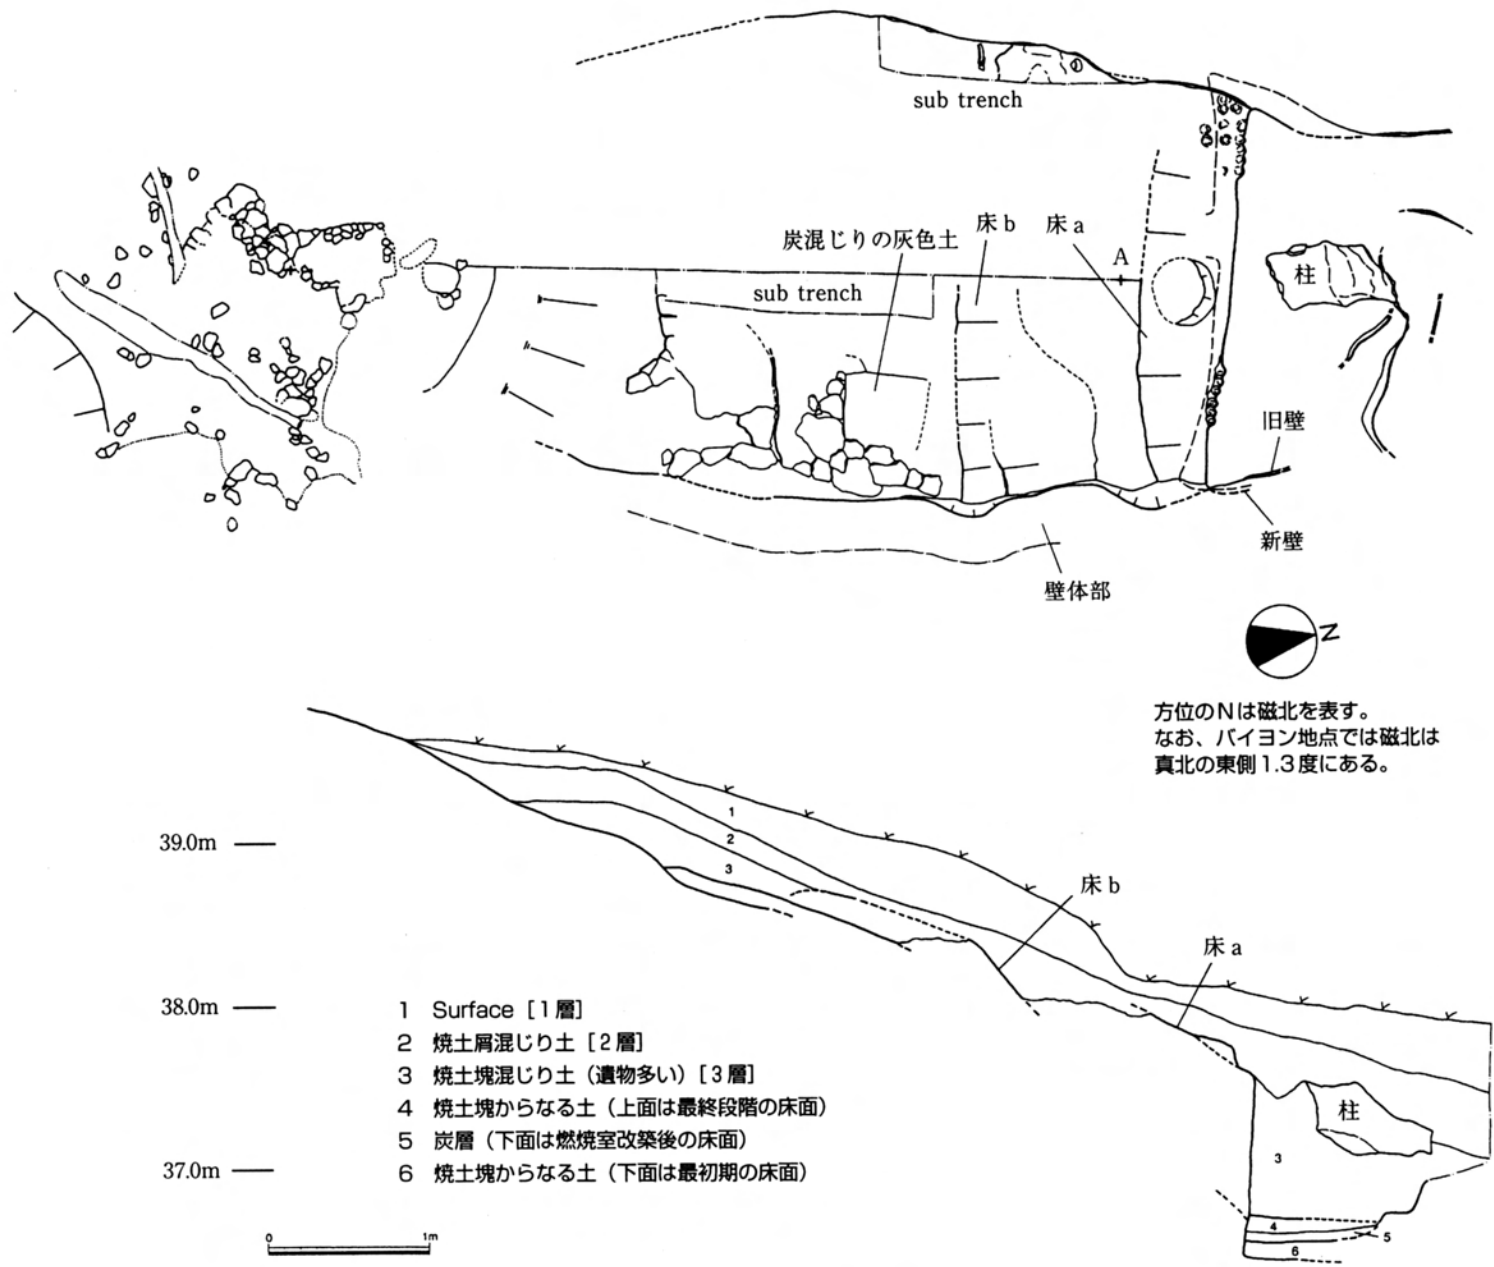 sub trench
炭混じりの灰色土
床b
床a
A
柱
sub trench
旧壁
新壁
壁体部
N
方位のNは磁北を表す。
なお、バイヨン地点では磁北は
真北の東側1.3度にある。
39.0m
1
2
3
床b
床a
38.0m
37.0m
柱
3
4
5
6
1 Surface [1層]
2 焼土屑混じり土 [2層]
3 焼土塊混じり土（遺物多い）[3層]
4 焼土塊からなる土（上面は最終段階の床面）
5 炭層（下面は燃焼室改築後の床面）
6 焼土塊からなる土（下面は最初期の床面）
0 1m